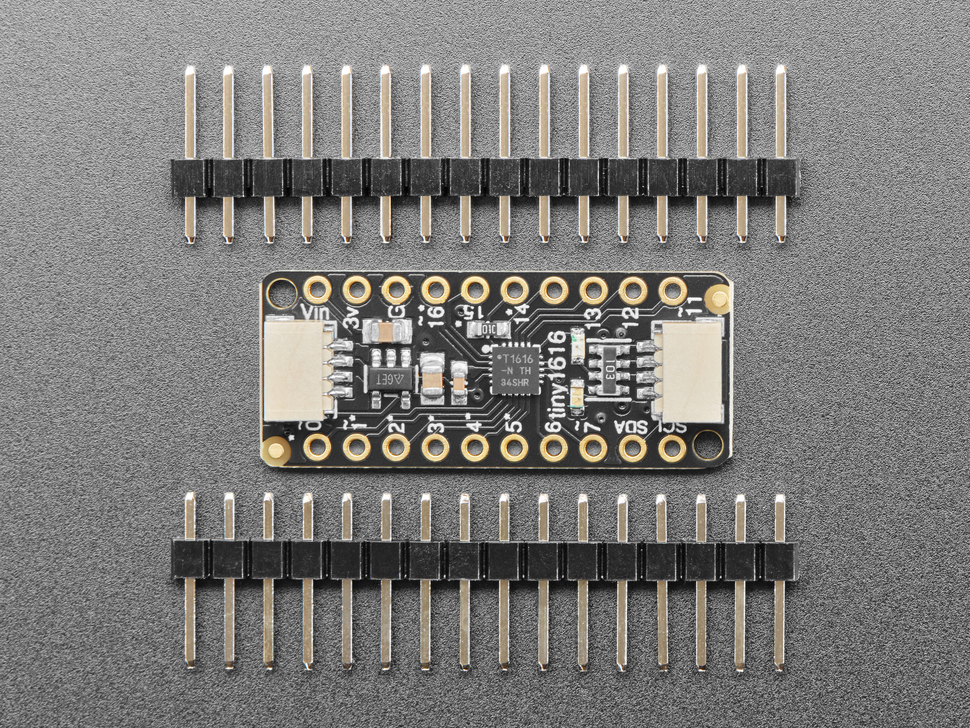 Vin
3v
G
~16*
15*
~14
13
12
~11
010
T1616
-N TH
34SHR
tiny1616
103
~0*
~1*
2*
3*
4*
5*
6
~7
SDA
SCL